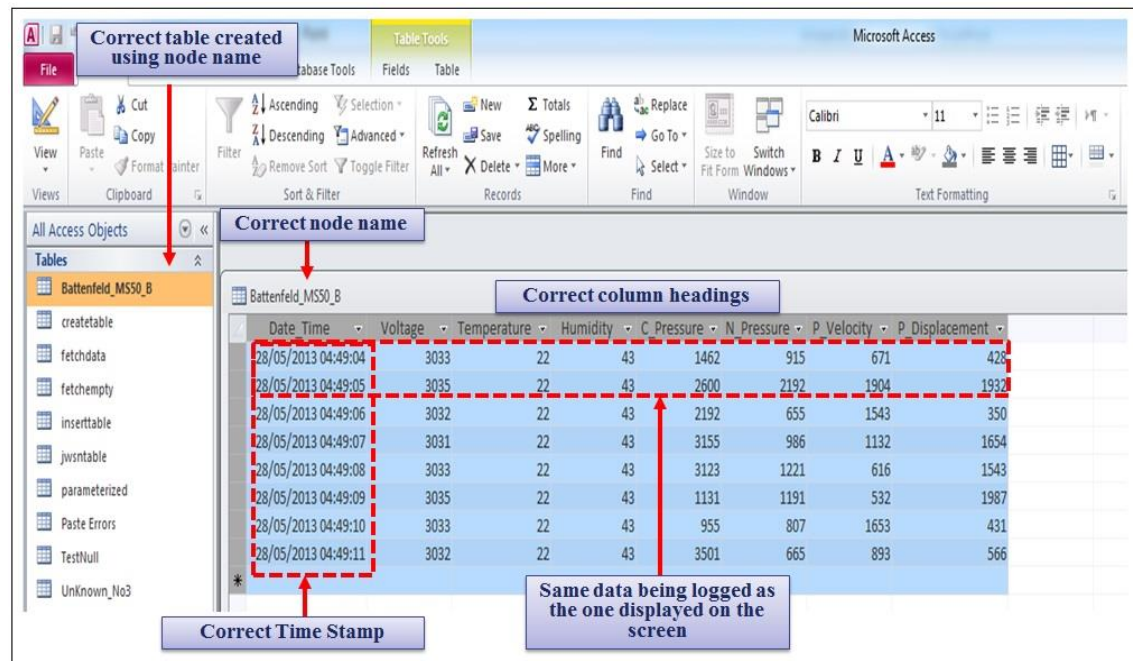 Correct table created
using node name
Table Tools
Microsoft Access
File
Database Tools Fields Table
Cut
Copy
Format Painter
View
Paste
Views
Clipboard
Filter
Ascending
Descending
Remove Sort
Selection
Advanced
Toggle Filter
Sort & Filter
Refresh
All
New
Save
Delete
Totals
Spelling
More
Records
Find
Replace
Go To
Select
Find
Size to
Fit Form
Switch
Windows
Window
Calibri
11
B I U A
Text Formatting
All Access Objects
Tables
Battenfeld_MS50_B
createtable
fetchdata
fetchempty
inserttable
jwsntable
parameterized
Paste Errors
TestNull
UnKnown_No3
Correct node name
Battenfeld_MS50_B
Correct column headings
Date_Time Voltage Temperature Humidity C_Pressure N_Pressure P_Velocity P_Displacement
28/05/2013 04:49:04 3033 22 43 1462 915 671 428
28/05/2013 04:49:05 3035 22 43 2600 2192 1904 1932
28/05/2013 04:49:06 3032 22 43 2192 655 1543 350
28/05/2013 04:49:07 3031 22 43 3155 986 1132 1654
28/05/2013 04:49:08 3033 22 43 3123 1221 616 1543
28/05/2013 04:49:09 3035 22 43 1131 1191 532 1987
28/05/2013 04:49:10 3033 22 43 955 807 1653 431
28/05/2013 04:49:11 3032 22 43 3501 665 893 566
Same data being logged as
the one displayed on the
screen
Correct Time Stamp